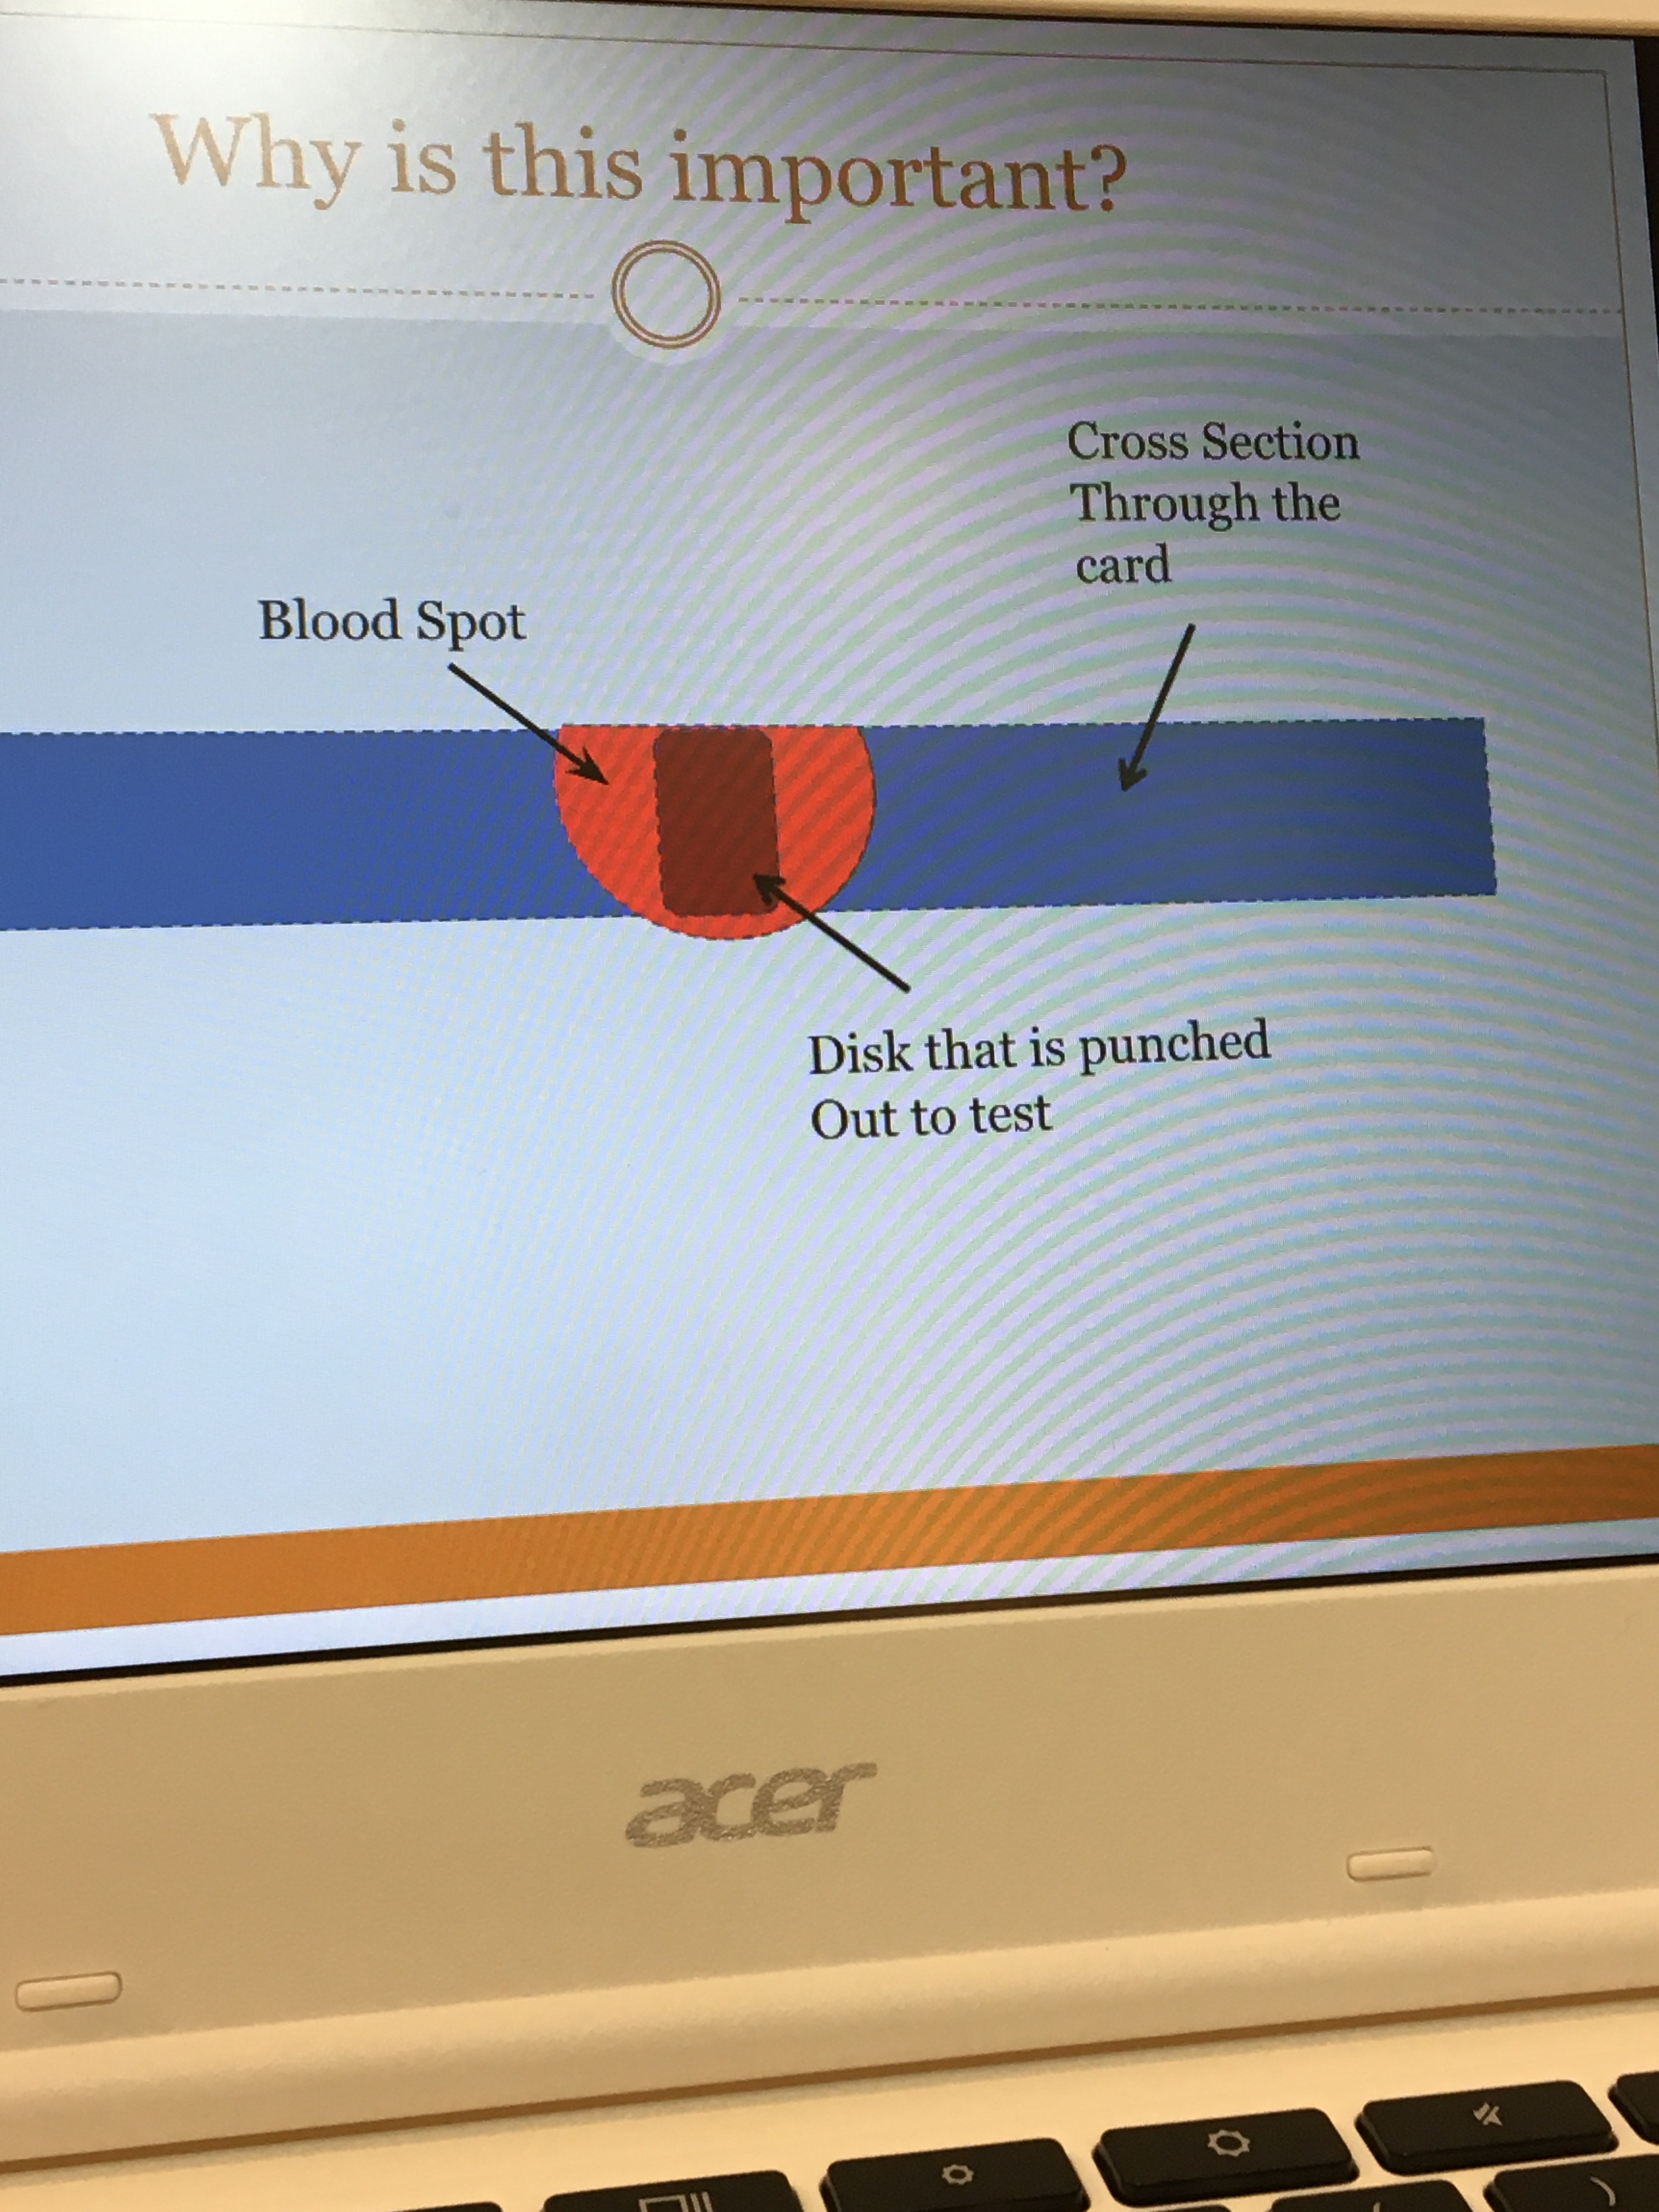 Why is this important?
Cross Section
Through the
card
Blood Spot
Disk that is punched
Out to test
acer